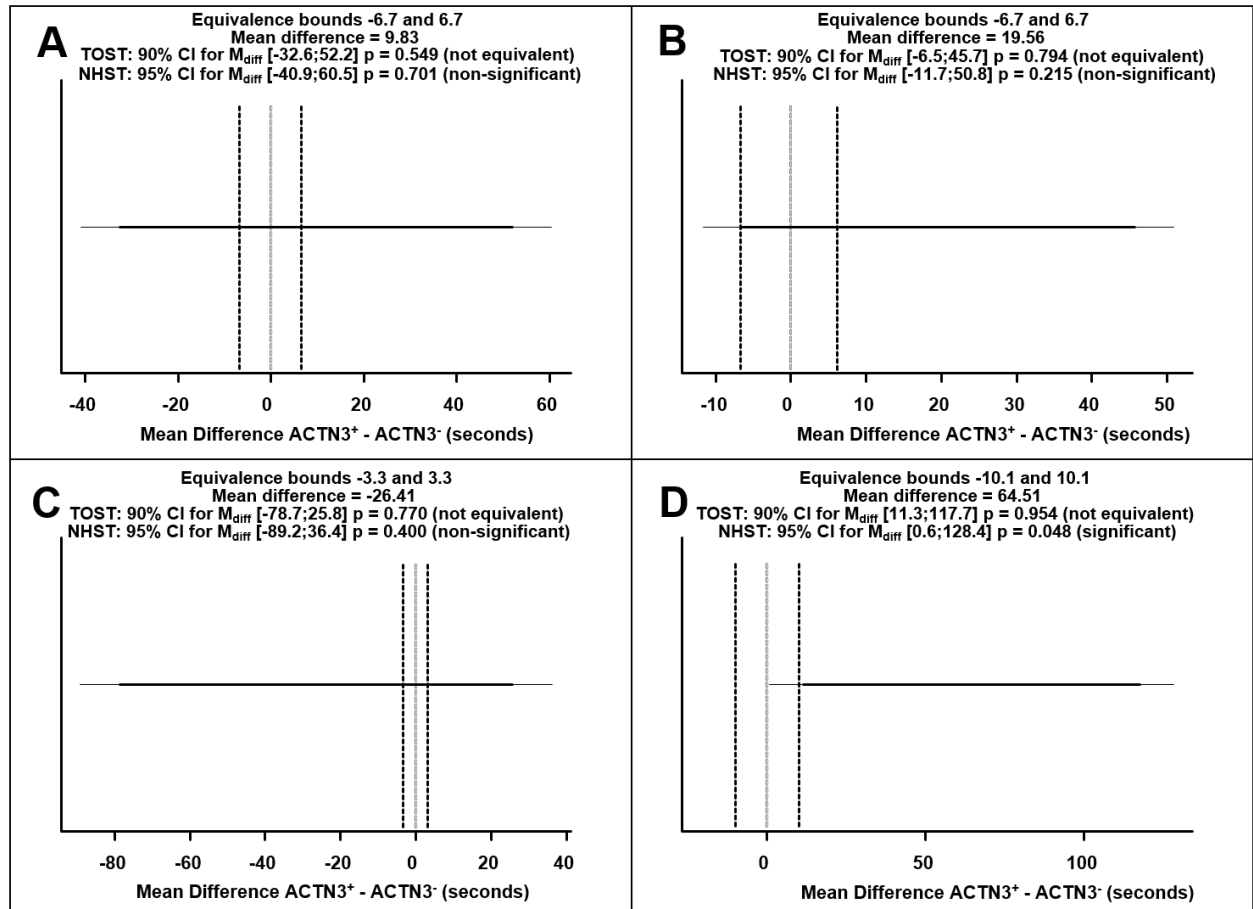 A
Equivalence bounds -6.7 and 6.7
Mean difference = 9.83
TOST: 90% CI for Mdiff [-32.6;52.2] p = 0.549 (not equivalent)
NHST: 95% CI for Mdiff [-40.9;60.5] p = 0.701 (non-significant)
-40 -20 0 20 40 60
Mean Difference ACTN3⁺ - ACTN3⁻ (seconds)
B
Equivalence bounds -6.7 and 6.7
Mean difference = 19.56
TOST: 90% CI for Mdiff [-6.5;45.7] p = 0.794 (not equivalent)
NHST: 95% CI for Mdiff [-11.7;50.8] p = 0.215 (non-significant)
-10 0 10 20 30 40 50
Mean Difference ACTN3⁺ - ACTN3⁻ (seconds)
C
Equivalence bounds -3.3 and 3.3
Mean difference = -26.41
TOST: 90% CI for Mdiff [-78.7;25.8] p = 0.770 (not equivalent)
NHST: 95% CI for Mdiff [-89.2;36.4] p = 0.400 (non-significant)
-80 -60 -40 -20 0 20 40
Mean Difference ACTN3⁺ - ACTN3⁻ (seconds)
D
Equivalence bounds -10.1 and 10.1
Mean difference = 64.51
TOST: 90% CI for Mdiff [11.3;117.7] p = 0.954 (not equivalent)
NHST: 95% CI for Mdiff [0.6;128.4] p = 0.048 (significant)
0 50 100
Mean Difference ACTN3⁺ - ACTN3⁻ (seconds)